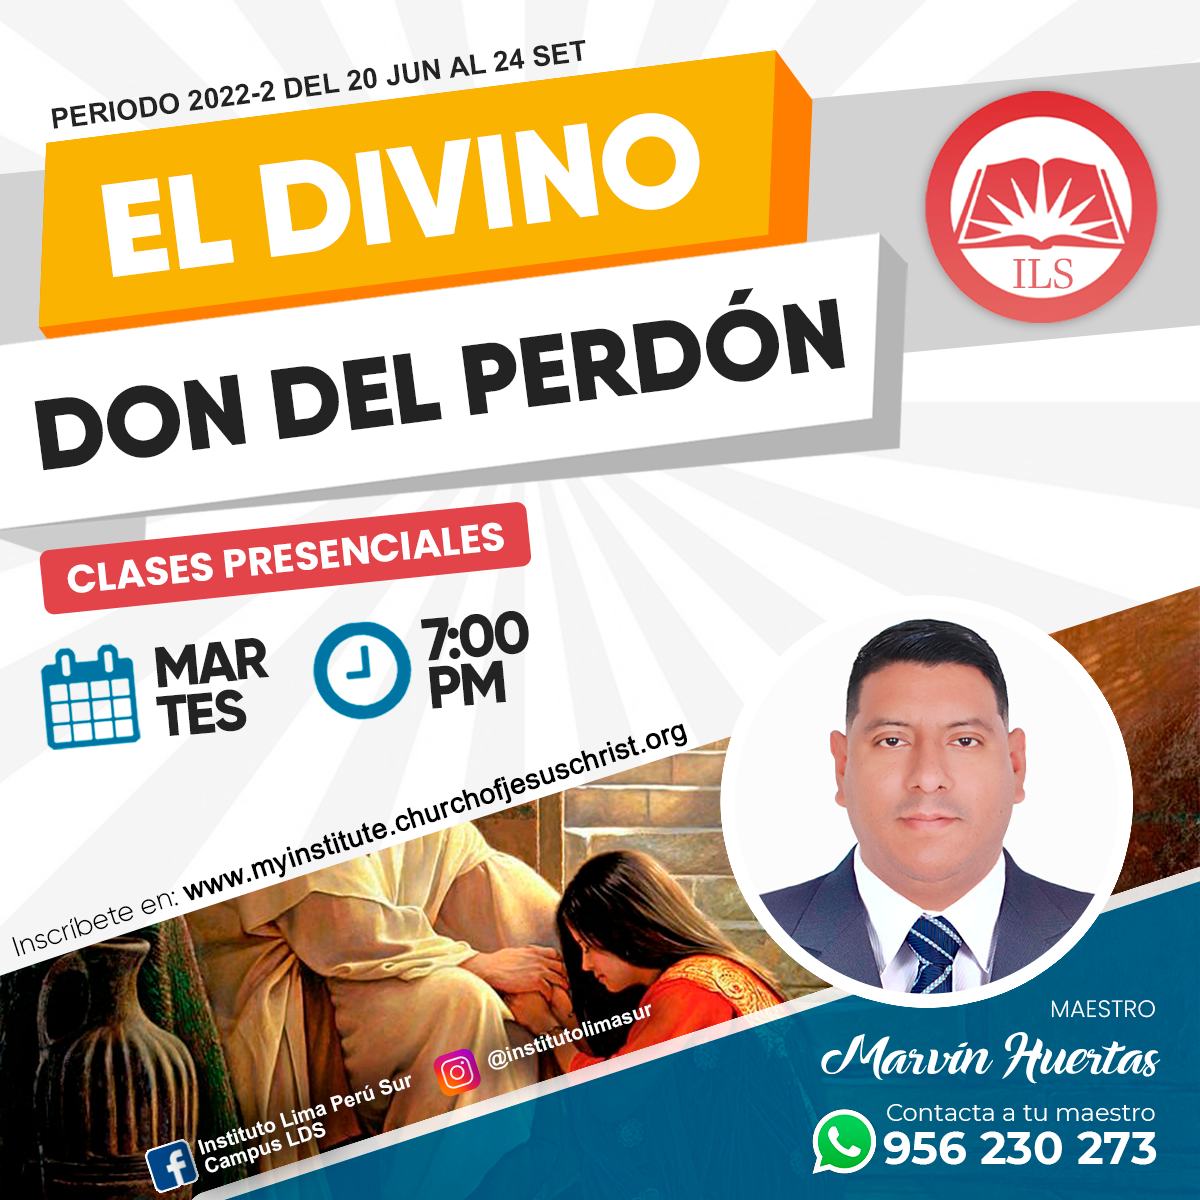 PERIODO 2022-2 DEL 20 JUN AL 24 SET
EL DIVINO
DON DEL PERDÓN
ILS
CLASES PRESENCIALES
MAR
TES
7:00
PM
Inscríbete en: www.myinstitute.churchofjesuschrist.org
@institutolimasur
Instituto Lima Perú Sur
Campus LDS
MAESTRO
Marvin Huertas
Contacta a tu maestro
956 230 273